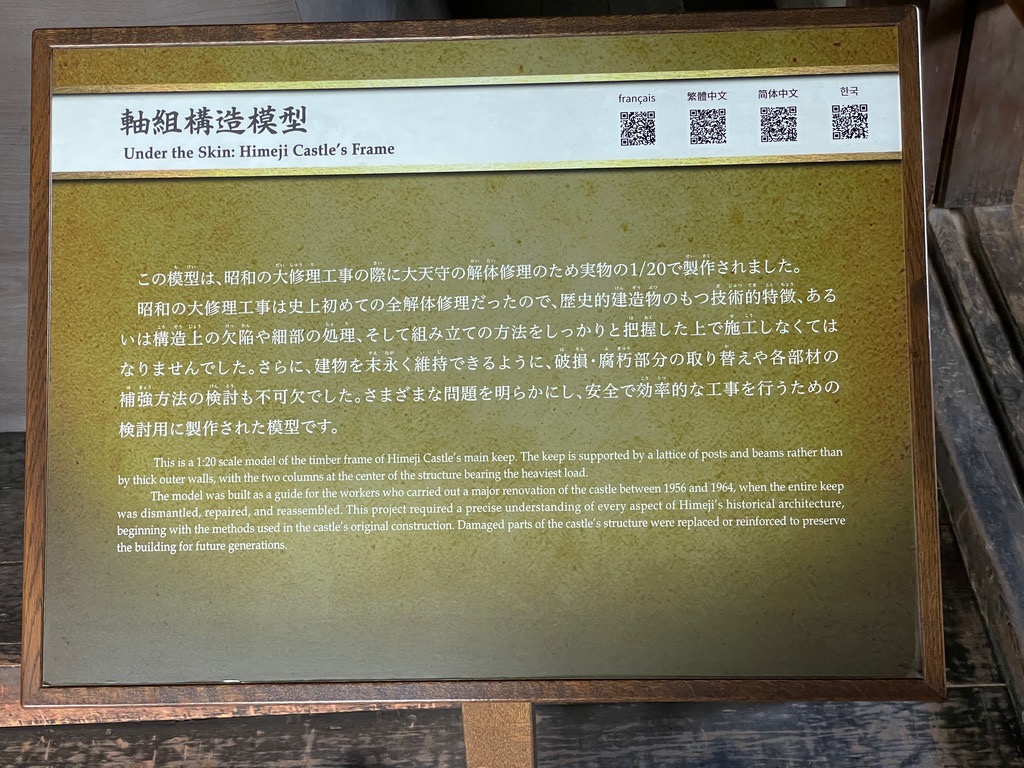 軸組構造模型
Under the Skin: Himeji Castle's Frame
français
繁體中文
简体中文
한국
この模型は、昭和の大修理工事の際に大天守の解体修理のため実物の1/20で製作されました。
昭和の大修理工事は史上初めての全解体修理だったので、歴史的建造物のもつ技術的特徴、ある
いは構造上の欠陥や細部の処理、そして組み立ての方法をしっかりと把握した上で施工しなくては
なりませんでした。さらに、建物を末永く維持できるように、破損・腐朽部分の取り替えや各部材の
補強方法の検討も不可欠でした。さまざまな問題を明らかにし、安全で効率的な工事を行うための
検討用に製作された模型です。
This is a 1:20 scale model of the timber frame of Himeji Castle's main keep. The keep is supported by a lattice of posts and beams rather than
by thick outer walls, with the two columns at the center of the structure bearing the heaviest load.
The model was built as a guide for the workers who carried out a major renovation of the castle between 1956 and 1964, when the entire keep
was dismantled, repaired, and reassembled. This project required a precise understanding of every aspect of Himeji's historical architecture,
beginning with the methods used in the castle's original construction. Damaged parts of the castle's structure were replaced or reinforced to preserve
the building for future generations.